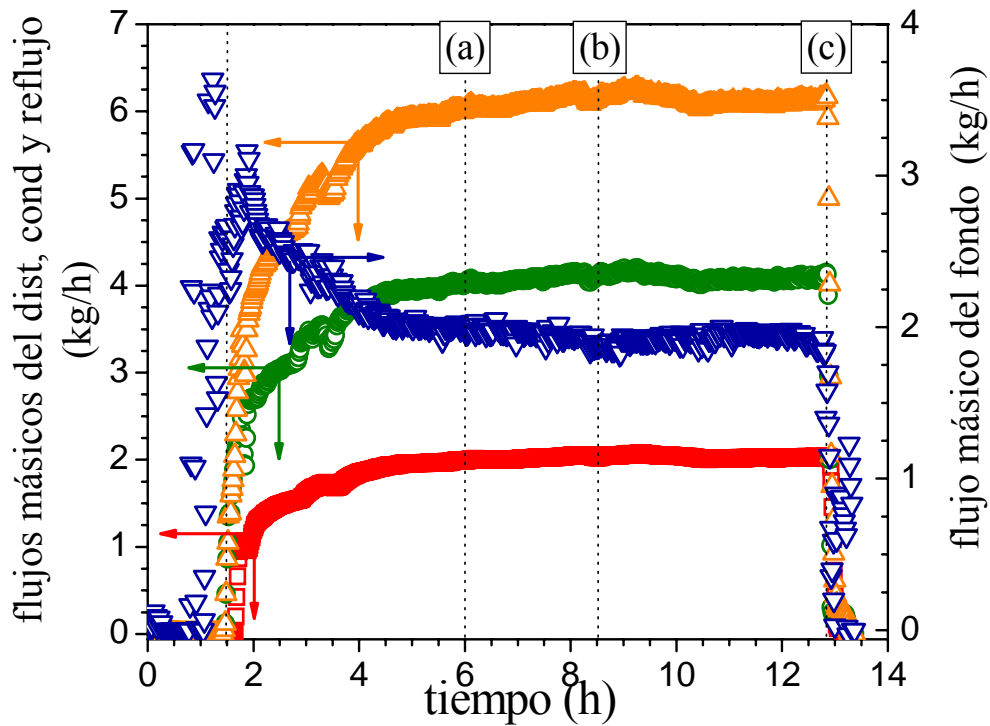 flujos másicos del dist, cond y reflujo
(kg/h)
7
6
5
4
3
2
1
0
(a)
(b)
(c)
4
3
2
1
0
flujo másico del fondo (kg/h)
0 2 4 6 8 10 12 14
tiempo (h)